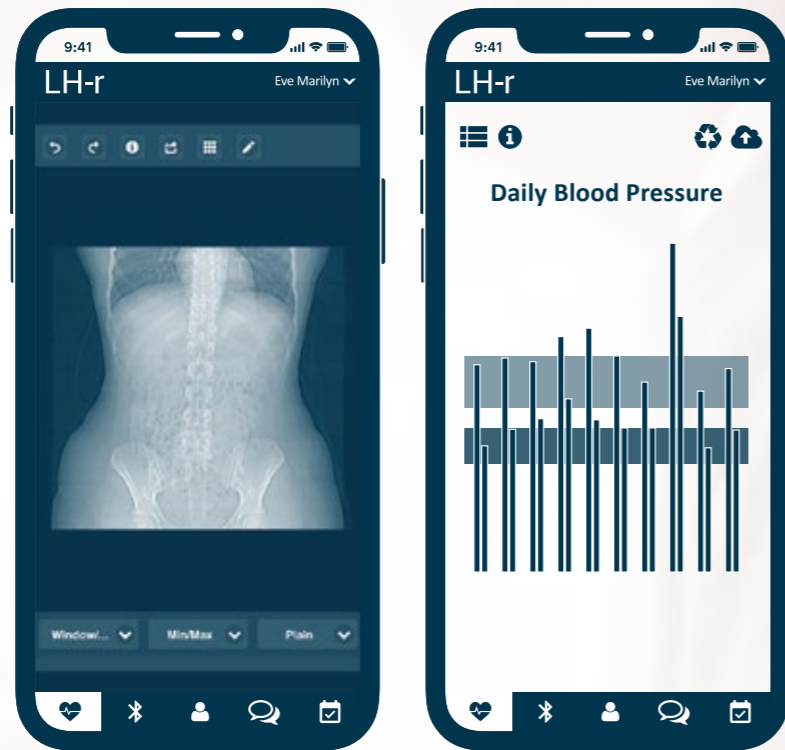 9:41
LH-r
Eve Marilyn
Window/...
Min/Max
Plain
9:41
LH-r
Eve Marilyn
Daily Blood Pressure